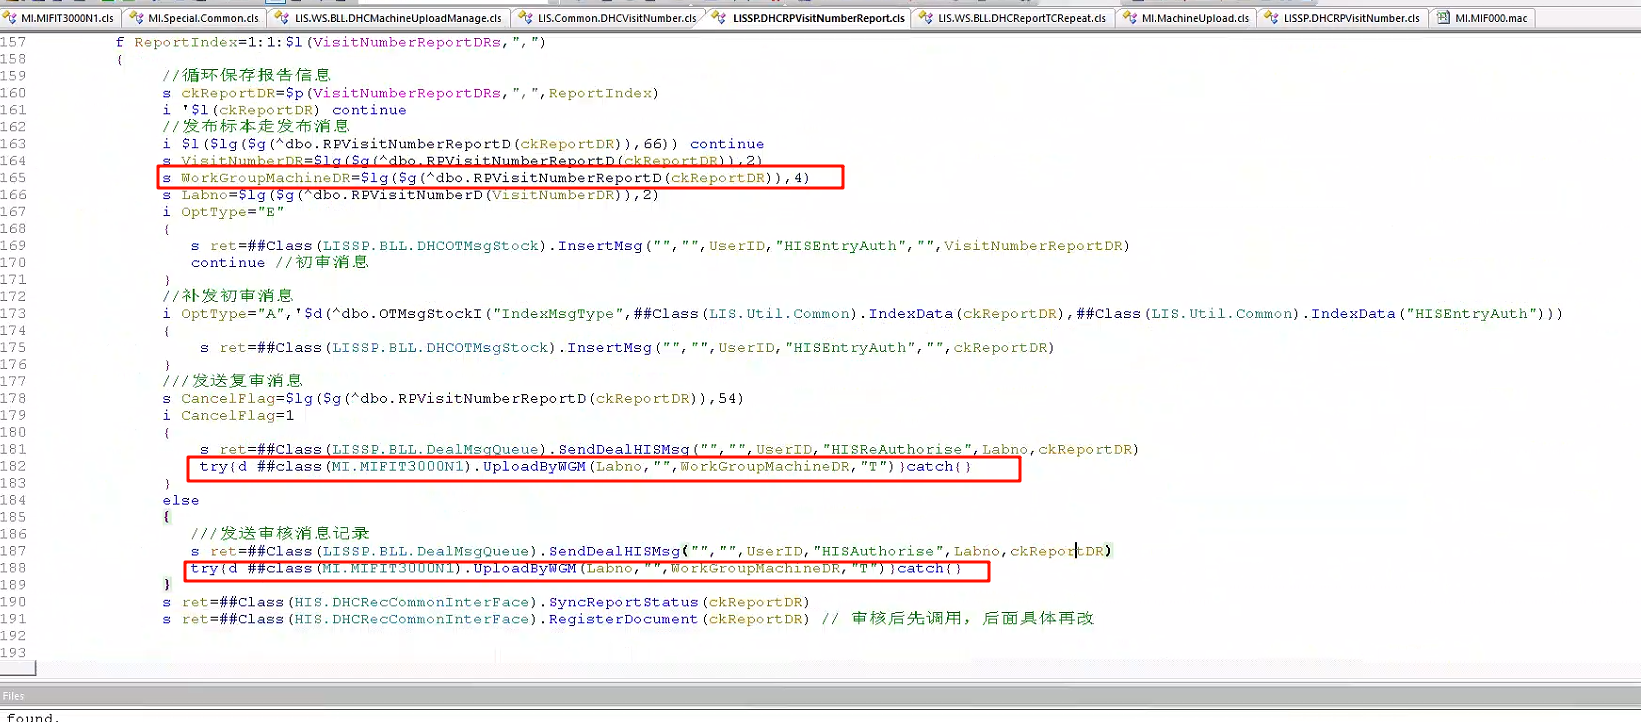 MI.MIFIT3000N1.cls MI.Special.Common.cls LIS.WS.BLL.DHCMachineUploadManage.cls LIS.Common.DHCVisitNumber.cls LISSP.DHCRPVisitNumberReport.cls LIS.WS.BLL.DHCReportTCRepeat.cls MI.MachineUpload.cls LISSP.DHCRPVisitNumber.cls MI.MIF000.mac
157 f ReportIndex=1:1:$l(VisitNumberReportDRs,",")
158 {
159 //循环保存报告信息
160 s ckReportDR=$p(VisitNumberReportDRs,",",ReportIndex)
161 i '$l(ckReportDR) continue
162 //发布标本走发布消息
163 i $l($lg($g(^dbo.RPVisitNumberReportD(ckReportDR)),66)) continue
164 s VisitNumberDR=$lg($g(^dbo.RPVisitNumberReportD(ckReportDR)),2)
165 s WorkGroupMachineDR=$lg($g(^dbo.RPVisitNumberReportD(ckReportDR)),4)
166 s Labno=$lg($g(^dbo.RPVisitNumberD(VisitNumberDR)),2)
167 i OptType="E"
168 {
169 s ret=##Class(LISSP.BLL.DHCOTMsgStock).InsertMsg("","",UserID,"HISEntryAuth","",VisitNumberReportDR)
170 continue //初审消息
171 }
172 //补发初审消息
173 i OptType="A",'$d(^dbo.OTMsgStockI("IndexMsgType",##Class(LIS.Util.Common).IndexData(ckReportDR),##Class(LIS.Util.Common).IndexData("HISEntryAuth")))
174 {
175 s ret=##Class(LISSP.BLL.DHCOTMsgStock).InsertMsg("","",UserID,"HISEntryAuth","",ckReportDR)
176 }
177 ///发送复审消息
178 s CancelFlag=$lg($g(^dbo.RPVisitNumberReportD(ckReportDR)),54)
179 i CancelFlag=1
180 {
181 s ret=##Class(LISSP.BLL.DealMsgQueue).SendDealHISMsg("","",UserID,"HISReAuthorise",Labno,ckReportDR)
182 try{d ##class(MI.MIFIT3000N1).UploadByWGM(Labno,"",WorkGroupMachineDR,"T")}catch{}
183 }
184 else
185 {
186 ///发送审核消息记录
187 s ret=##Class(LISSP.BLL.DealMsgQueue).SendDealHISMsg("","",UserID,"HISAuthorise",Labno,ckReportDR)
188 try{d ##class(MI.MIFIT3000N1).UploadByWGM(Labno,"",WorkGroupMachineDR,"T")}catch{}
189 }
190 s ret=##Class(HIS.DHCRecCommonInterFace).SyncReportStatus(ckReportDR)
191 s ret=##Class(HIS.DHCRecCommonInterFace).RegisterDocument(ckReportDR) // 审核后先调用，后面具体再改
192
193
Files
found.